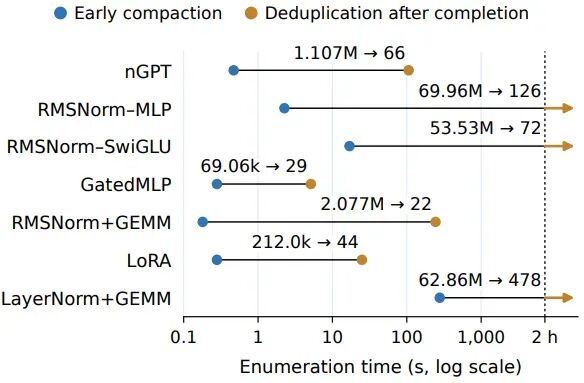 Early compaction
Deduplication after completion
nGPT
1.107M → 66
RMSNorm–MLP
69.96M → 126
RMSNorm–SwiGLU
53.53M → 72
GatedMLP
69.06k → 29
RMSNorm+GEMM
2.077M → 22
LoRA
212.0k → 44
LayerNorm+GEMM
62.86M → 478
0.1 1 10 100 1,000 2 h
Enumeration time (s, log scale)